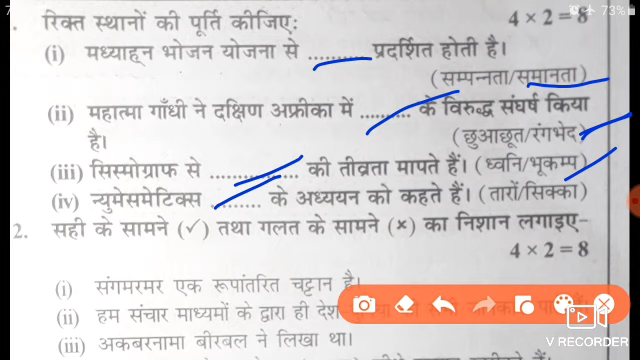 . रिक्त स्थानों की पूर्ति कीजिए: 4 × 2 = 8
(i) मध्याह्न भोजन योजना से .......... प्रदर्शित होती है।
(सम्पन्नता/समानता)
(ii) महात्मा गाँधी ने दक्षिण अफ्रीका में .......... के विरुद्ध संघर्ष किया
है। (छुआछूत/रंगभेद)
(iii) सिस्मोग्राफ से .................. की तीव्रता मापते हैं। (ध्वनि/भूकम्प)
(iv) न्युमेसमेटिक्स .......... के अध्ययन को कहते हैं। (तारों/सिक्का)
2. सही के सामने (✓) तथा गलत के सामने (×) का निशान लगाइए–
4 × 2 = 8
(i) संगमरमर एक रूपांतरित चट्टान है।
(ii) हम संचार माध्यमों के द्वारा ही देश-
(iii) अकबरनामा बीरबल ने लिखा था।
73%
V RECORDER